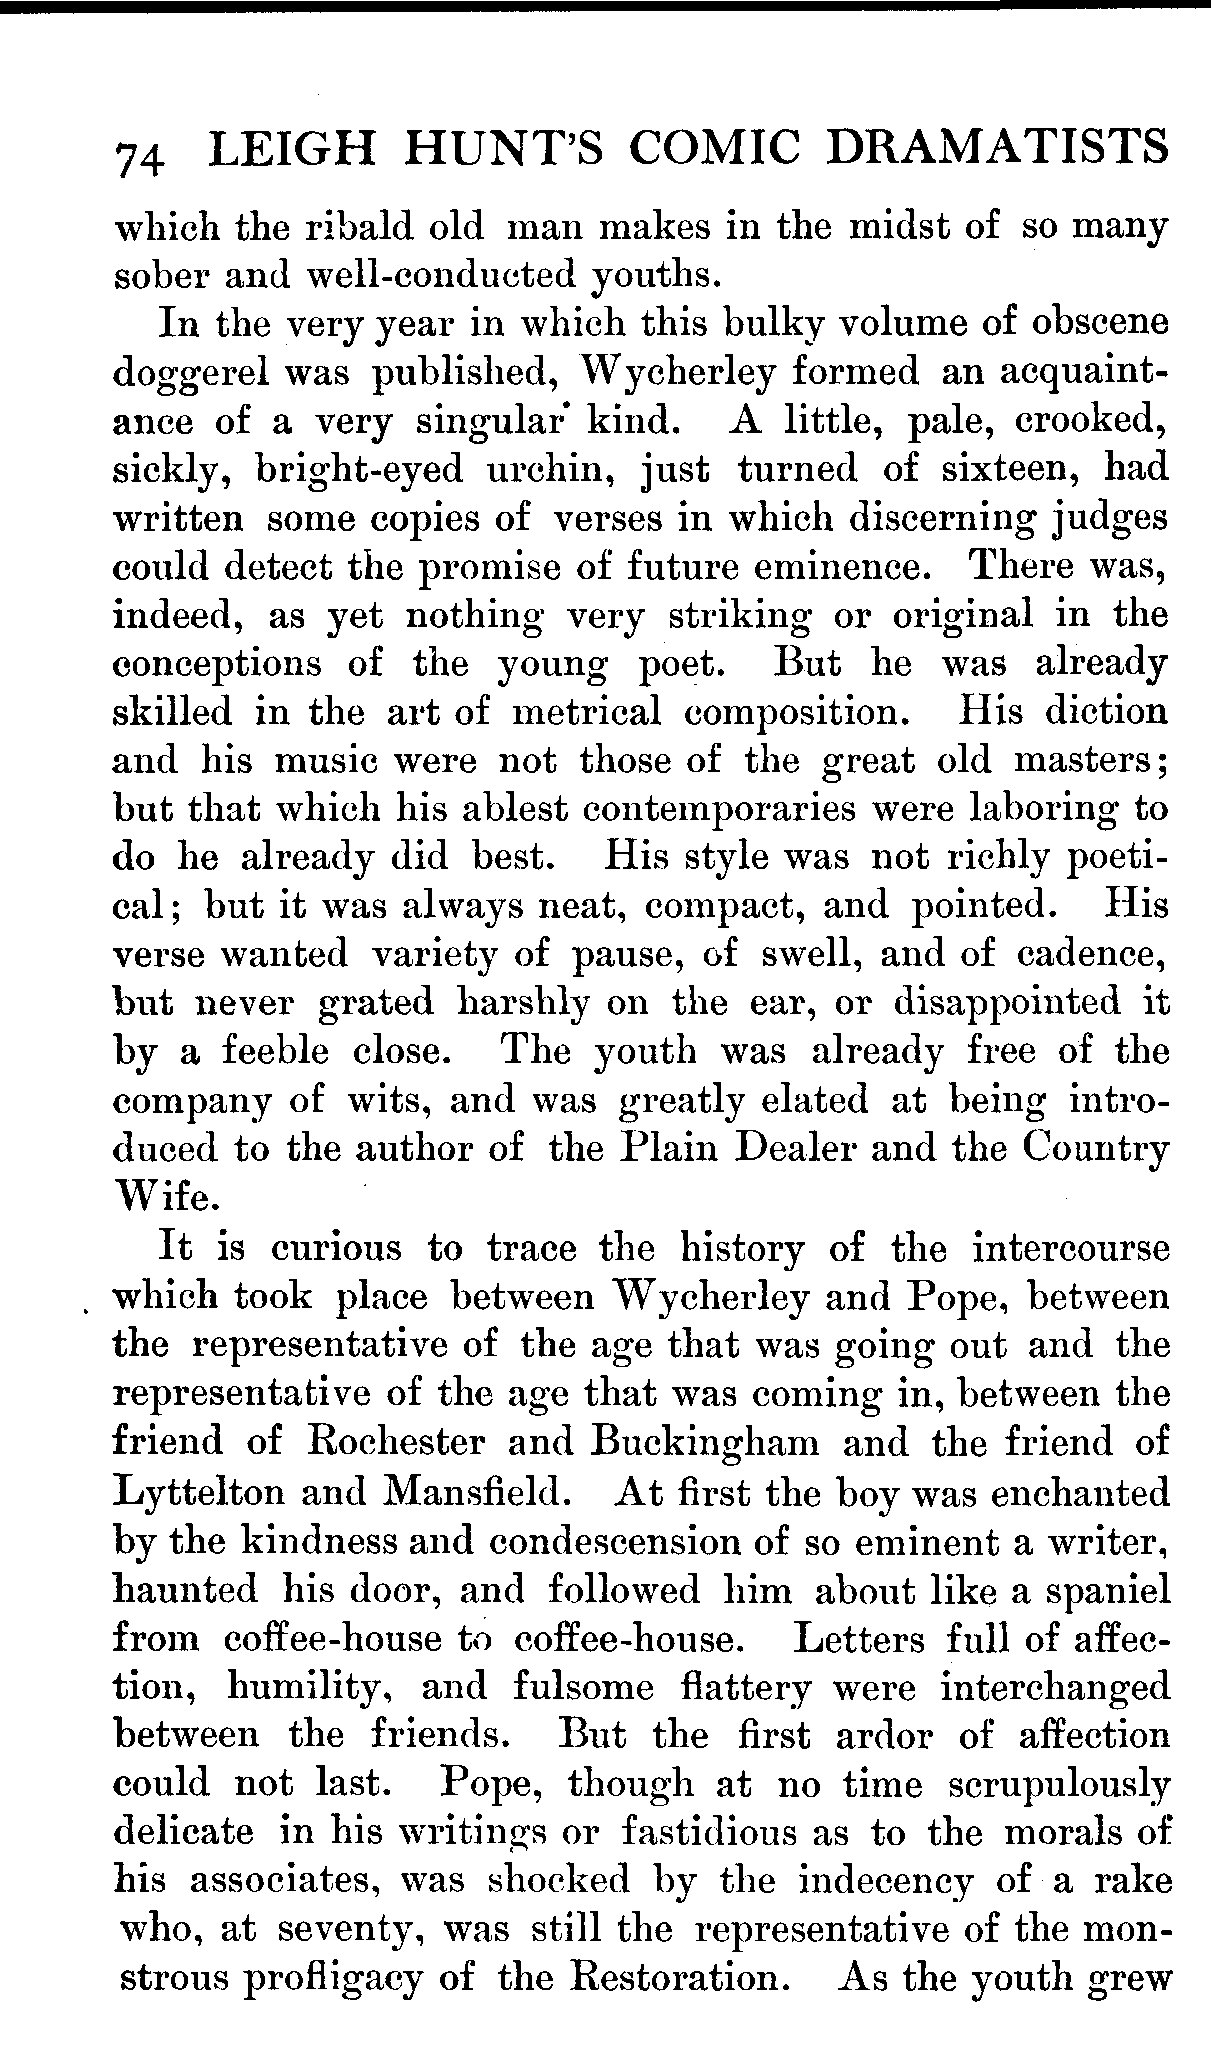 74 LEIGH HUNT'S COMIC DRAMATISTS
which the ribald old man makes in the midst of so many
sober and well-conducted youths.
In the very year in which this bulky volume of obscene
doggerel was published, Wycherley formed an acquaint-
ance of a very singular kind. A little, pale, crooked,
sickly, bright-eyed urchin, just turned of sixteen, had
written some copies of verses in which discerning judges
could detect the promise of future eminence. There was,
indeed, as yet nothing very striking or original in the
conceptions of the young poet. But he was already
skilled in the art of metrical composition. His diction
and his music were not those of the great old masters;
but that which his ablest contemporaries were laboring to
do he already did best. His style was not richly poeti-
cal; but it was always neat, compact, and pointed. His
verse wanted variety of pause, of swell, and of cadence,
but never grated harshly on the ear, or disappointed it
by a feeble close. The youth was already free of the
company of wits, and was greatly elated at being intro-
duced to the author of the Plain Dealer and the Country
Wife.
It is curious to trace the history of the intercourse
which took place between Wycherley and Pope, between
the representative of the age that was going out and the
representative of the age that was coming in, between the
friend of Rochester and Buckingham and the friend of
Lyttelton and Mansfield. At first the boy was enchanted
by the kindness and condescension of so eminent a writer,
haunted his door, and followed him about like a spaniel
from coffee-house to coffee-house. Letters full of affec-
tion, humility, and fulsome flattery were interchanged
between the friends. But the first ardor of affection
could not last. Pope, though at no time scrupulously
delicate in his writings or fastidious as to the morals of
his associates, was shocked by the indecency of a rake
who, at seventy, was still the representative of the mon-
strous profligacy of the Restoration. As the youth grew